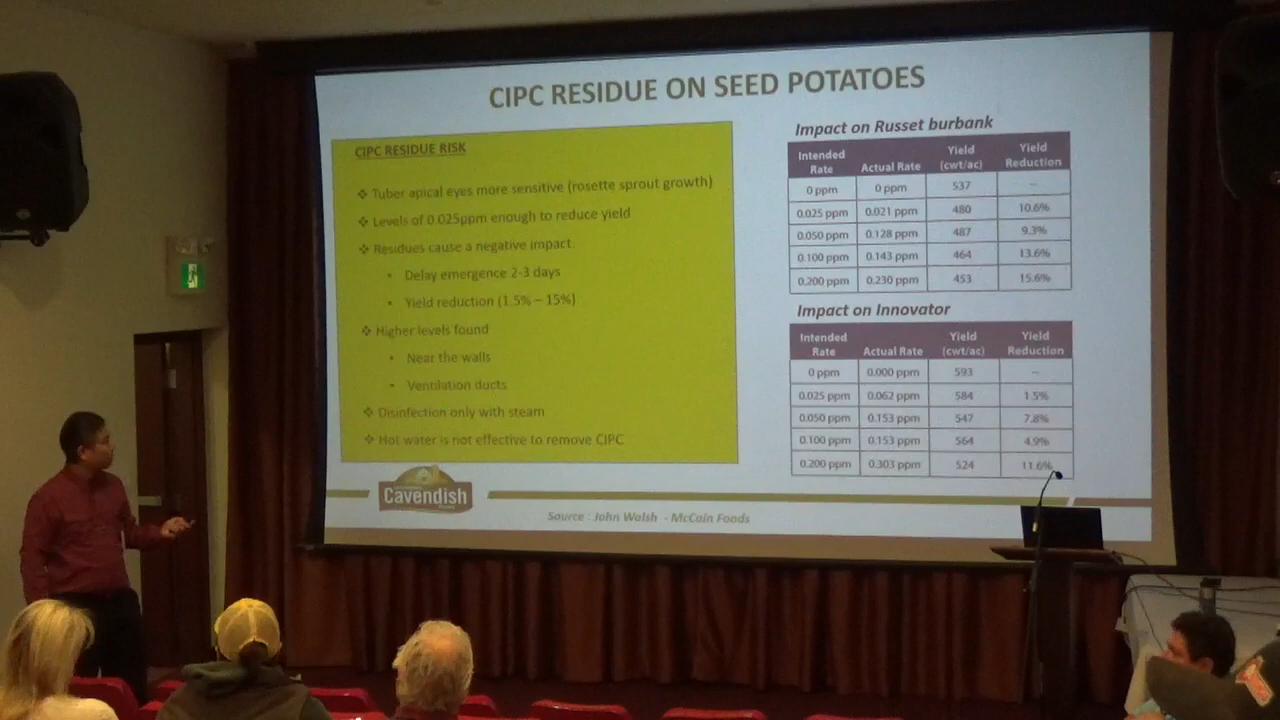 CIPC RESIDUE ON SEED POTATOES
CIPC RESIDUE RISK
❖ Tuber apical eyes more sensitive (rosette sprout growth)
❖ Levels of 0.025ppm enough to reduce yield
❖ Residues cause a negative impact.
• Delay emergence 2-3 days
• Yield reduction (1.5% – 15%)
❖ Higher levels found
• Near the walls
• Ventilation ducts
❖ Disinfection only with steam
❖ Hot water is not effective to remove CIPC
Impact on Russet burbank
Intended Rate | Actual Rate | Yield (cwt/ac) | Yield Reduction
0 ppm | 0 ppm | 537 | --
0.025 ppm | 0.021 ppm | 480 | 10.6%
0.050 ppm | 0.128 ppm | 487 | 9.3%
0.100 ppm | 0.143 ppm | 464 | 13.6%
0.200 ppm | 0.230 ppm | 453 | 15.6%
Impact on Innovator
Intended Rate | Actual Rate | Yield (cwt/ac) | Yield Reduction
0 ppm | 0.000 ppm | 593 | --
0.025 ppm | 0.062 ppm | 584 | 1.5%
0.050 ppm | 0.153 ppm | 547 | 7.8%
0.100 ppm | 0.153 ppm | 564 | 4.9%
0.200 ppm | 0.303 ppm | 524 | 11.6%
Cavendish
Source : John Walsh - McCain Foods